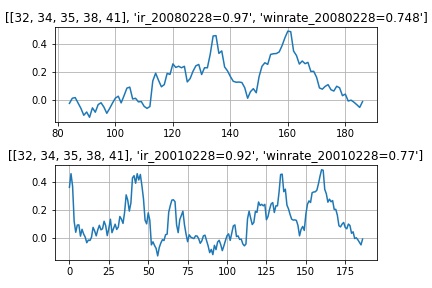 [[32, 34, 35, 38, 41], 'ir_20080228=0.97', 'winrate_20080228=0.748']
0.4
0.2
0.0
80 100 120 140 160 180
[[32, 34, 35, 38, 41], 'ir_20010228=0.92', 'winrate_20010228=0.77']
0.4
0.2
0.0
0 25 50 75 100 125 150 175